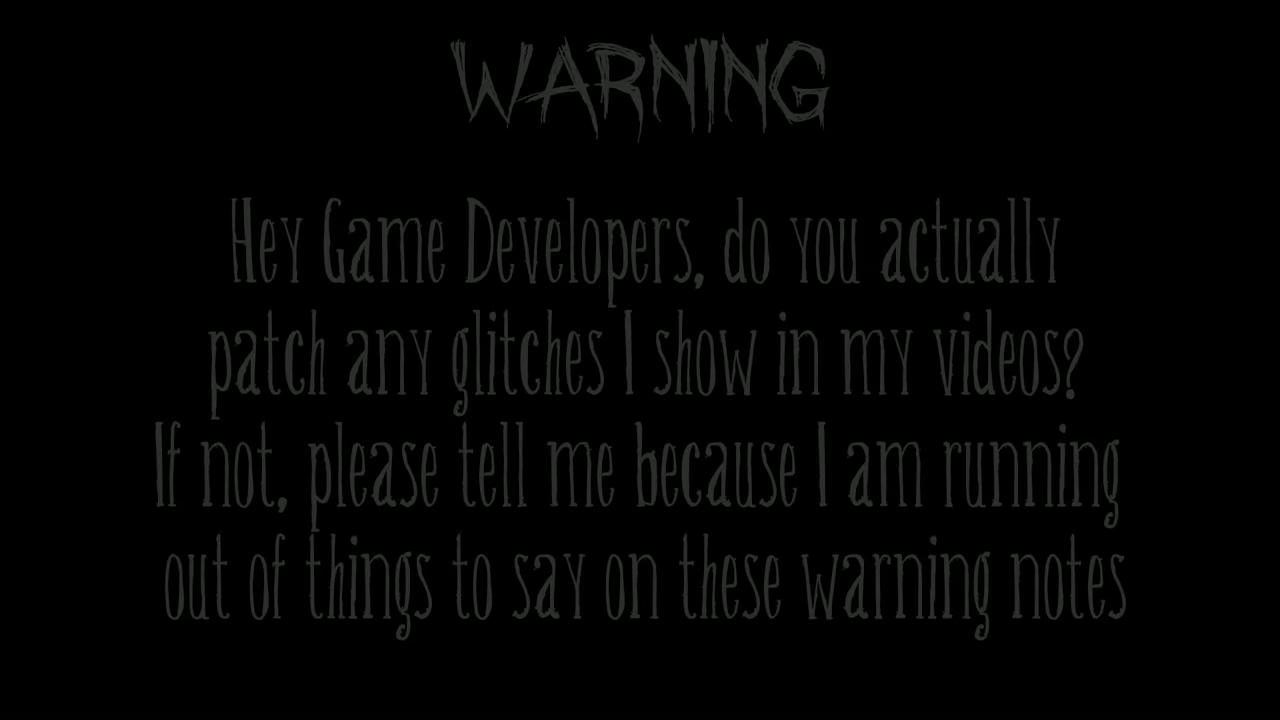 WARNING
Hey Game Developers, do you actually
patch any glitches I show in my videos?
If not, please tell me because I am running
out of things to say on these warning notes